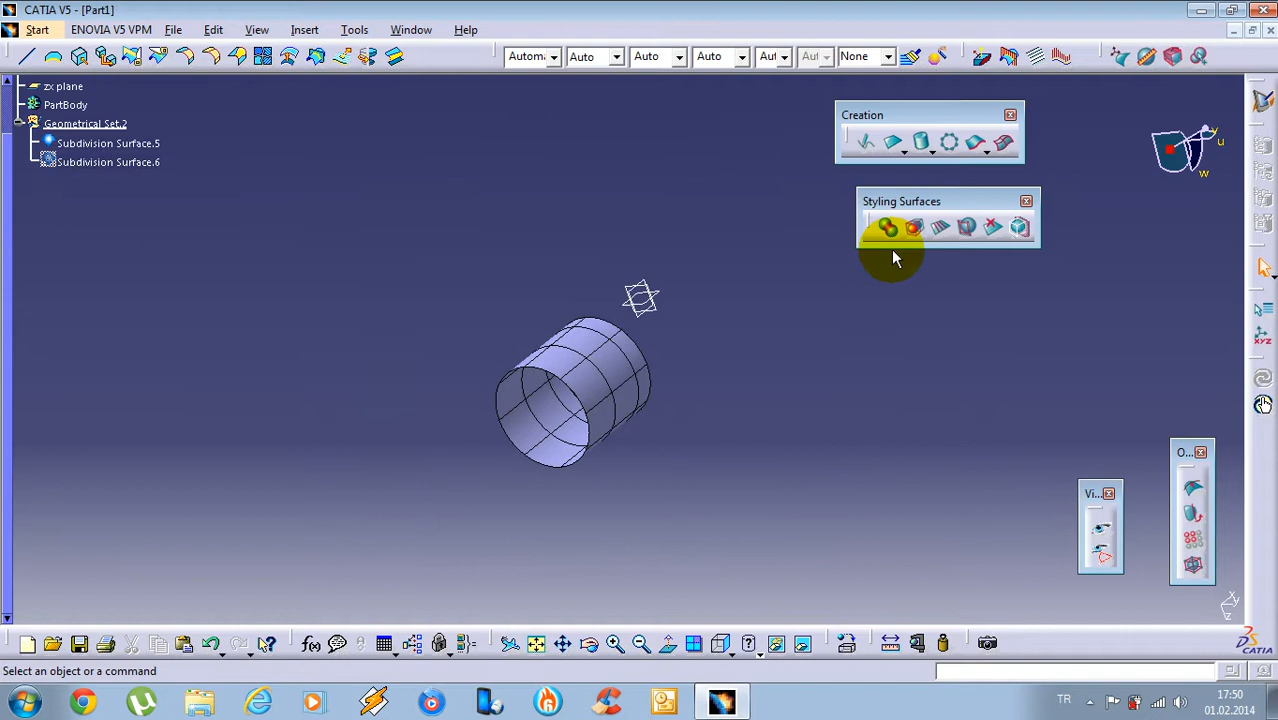 CATIA V5 - [Part1]
Start ENOVIA V5 VPM File Edit View Insert Tools Window Help
Automa Auto Auto Auto Aut Aut None
zx plane
PartBody
Geometrical Set.2
Subdivision Surface.5
Subdivision Surface.6
Creation
Styling Surfaces
y
u
w
XYZ
Vi...
O...
x
y
z
f(x)
CATIA
Select an object or a command
TR
17:50
01.02.2014